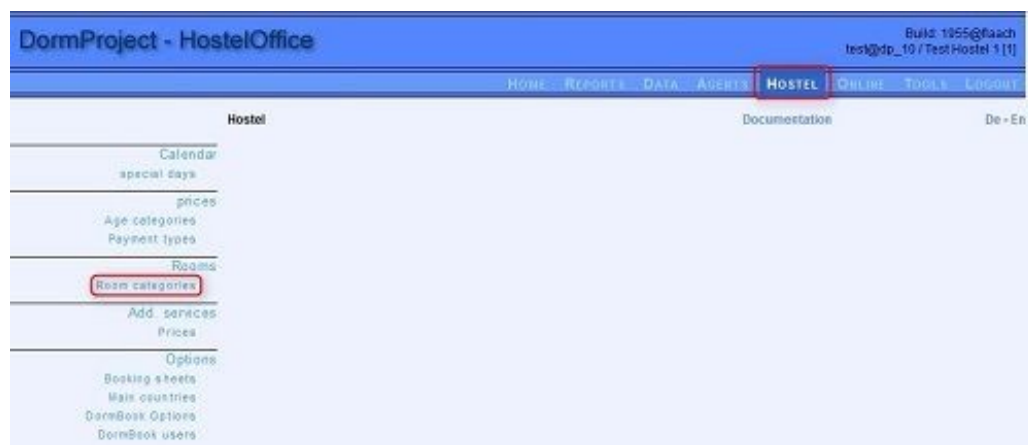 DormProject - HostelOffice
Build: 1955@flaach
test@dp_10 / Test Hostel 1 [1]
HOME REPORTS DATA AGENTS HOSTEL ONLINE TOOLS LOGOUT
Hostel Documentation De - En
Calendar
special days
prices
Age categories
Payment types
Rooms
Room categories
Add. services
Prices
Options
Booking sheets
Main countries
DormBook Options
DormBook users